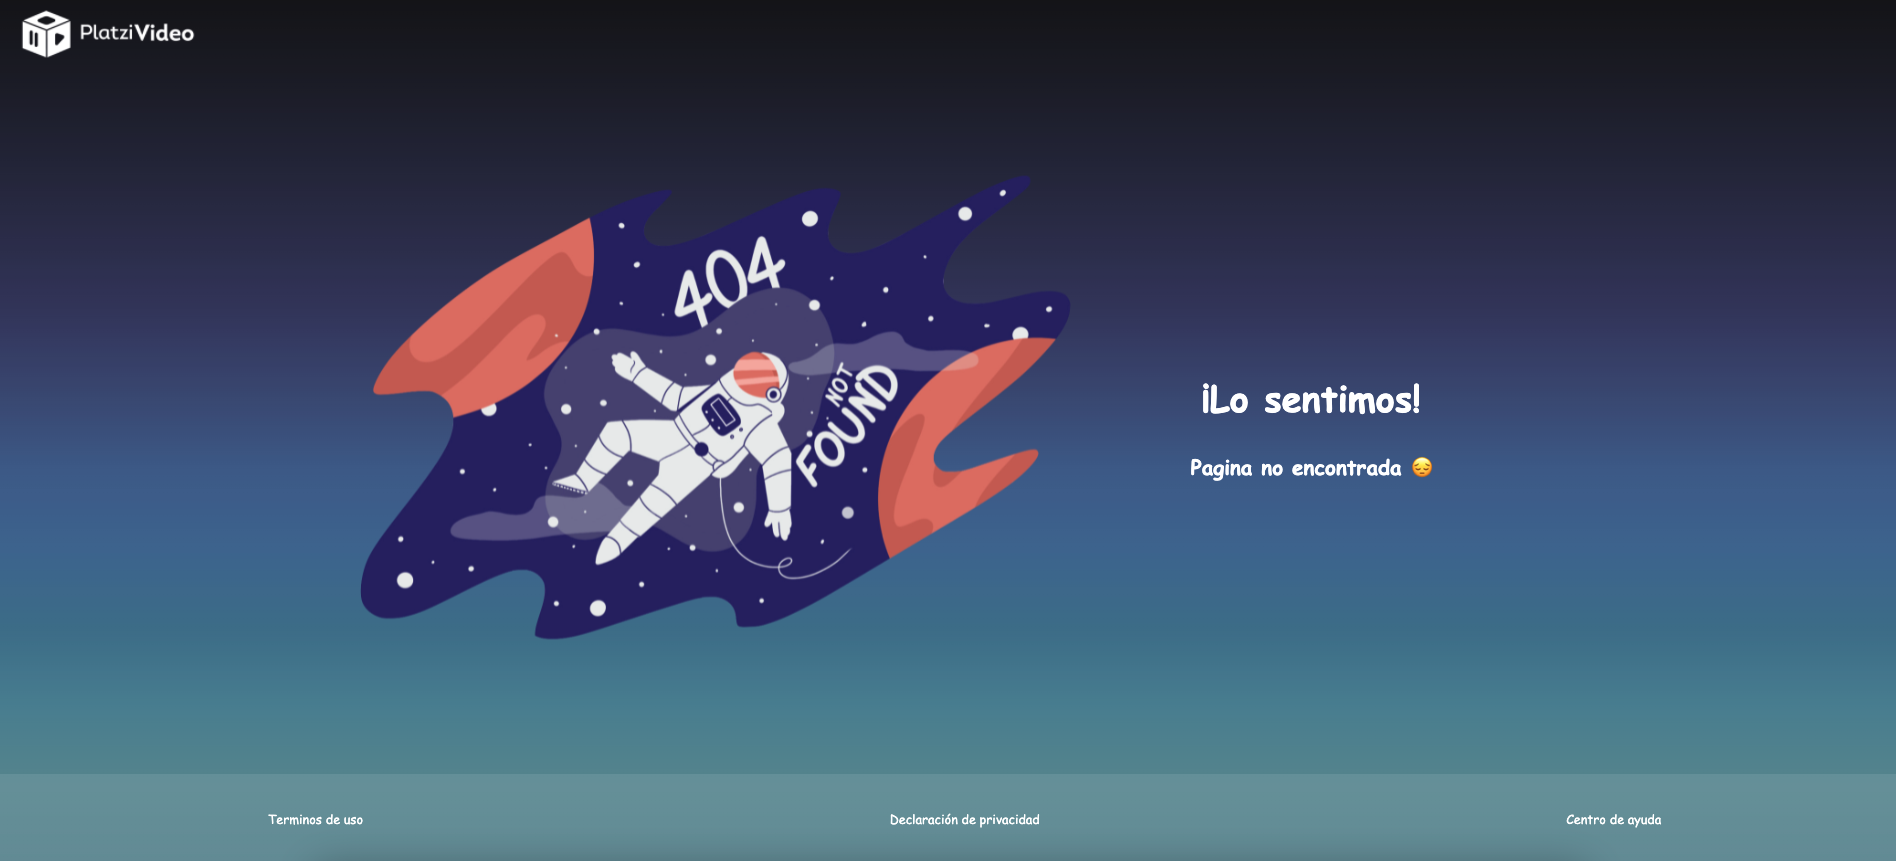 PlatziVideo
404
NOT
FOUND
¡Lo sentimos!
Pagina no encontrada 😔
Terminos de uso
Declaración de privacidad
Centro de ayuda